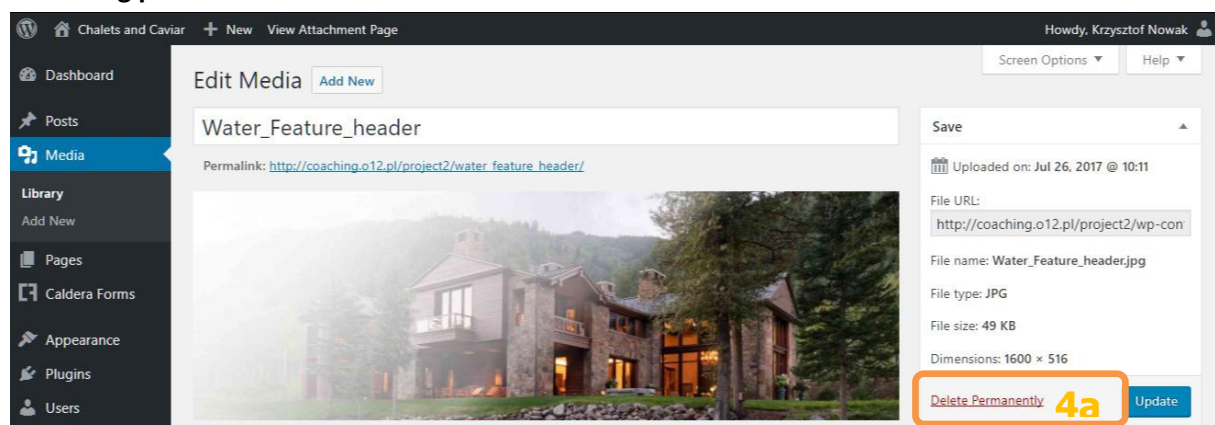 Chalets and Caviar + New View Attachment Page Howdy, Krzysztof Nowak
Screen Options ▼ Help ▼
Dashboard
Edit Media Add New
Posts
Water_Feature_header
Save
Media
Permalink: http://coaching.o12.pl/project2/water_feature_header/
Uploaded on: Jul 26, 2017 @ 10:11
Library
File URL:
Add New
http://coaching.o12.pl/project2/wp-con
Pages
File name: Water_Feature_header.jpg
Caldera Forms
File type: JPG
File size: 49 KB
Appearance
Dimensions: 1600 × 516
Plugins
Delete Permanently 4a Update
Users